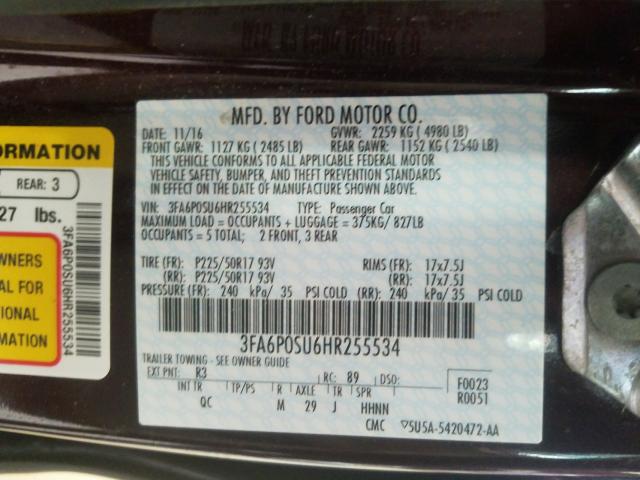 MFD. BY FORD MOTOR CO.
DATE: 11/16 GVWR: 2259 KG ( 4980 LB)
FRONT GAWR: 1127 KG ( 2485 LB) REAR GAWR: 1152 KG ( 2540 LB)
THIS VEHICLE CONFORMS TO ALL APPLICABLE FEDERAL MOTOR
VEHICLE SAFETY, BUMPER, AND THEFT PREVENTION STANDARDS
IN EFFECT ON THE DATE OF MANUFACTURE SHOWN ABOVE.
VIN: 3FA6P0SU6HR255534 TYPE: Passenger Car
MAXIMUM LOAD = OCCUPANTS + LUGGAGE = 375KG/ 827LB
OCCUPANTS = 5 TOTAL; 2 FRONT, 3 REAR
TIRE (FR): P225/50R17 93V RIMS (FR): 17x7.5J
(RR): P225/50R17 93V (RR): 17x7.5J
PRESSURE (FR): 240 kPa/ 35 PSI COLD (RR): 240 kPa/ 35 PSI COLD
3FA6P0SU6HR255534
TRAILER TOWING - SEE OWNER GUIDE
EXT PNT: R3 RC: 89 DSO: F0023
INT TR TP/PS R AXLE TR SPR R0051
QC M 29 J HHNN
CMC 5U5A-5420472-AA
ORMATION
REAR: 3
27 lbs.
WNERS
AL FOR
TIONAL
MATION
3FA6P0SU6HR255534